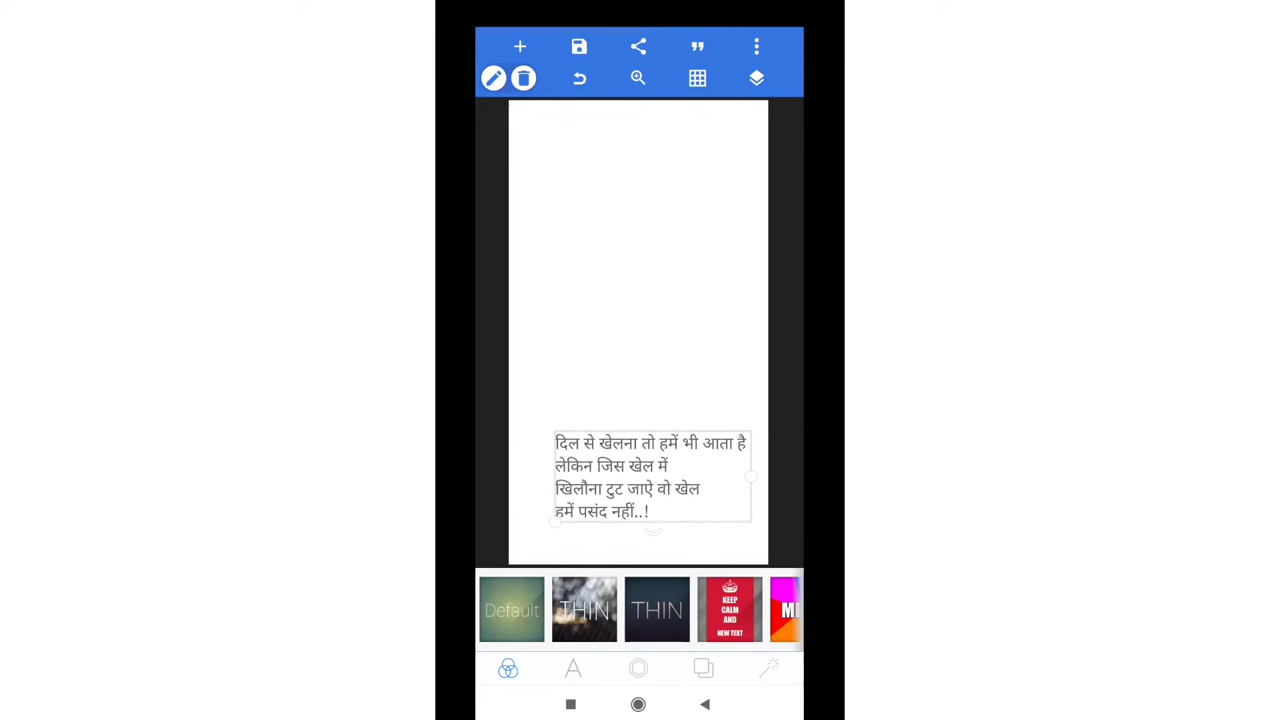 दिल से खेलना तो हमें भी आता है
लेकिन जिस खेल में
खिलौना टुट जाऐ वो खेल
हमें पसंद नहीं..!
Default
THIN
THIN
KEEP
CALM
AND
NEW TEXT